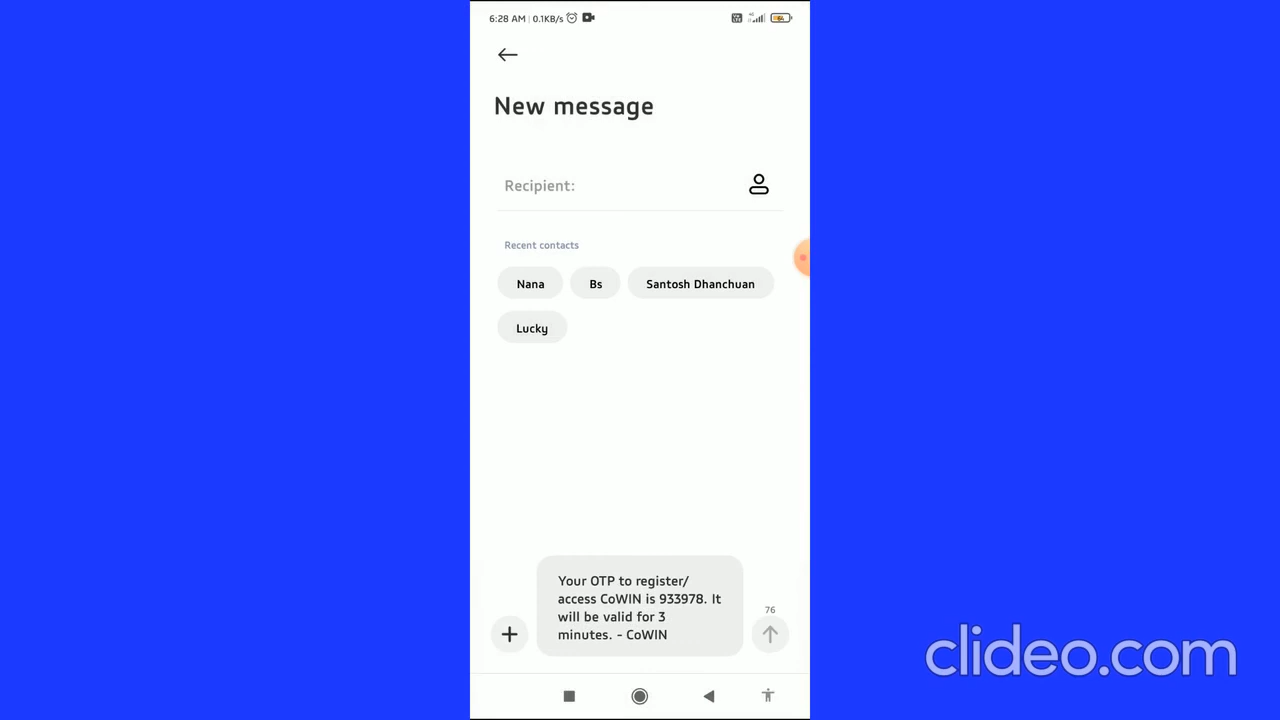 6:28 AM | 0.1KB/s
New message
Recipient:
Recent contacts
Nana
Bs
Santosh Dhanchuan
Lucky
Your OTP to register/
access CoWIN is 933978. It
will be valid for 3
minutes. - CoWIN
76
clideo.com